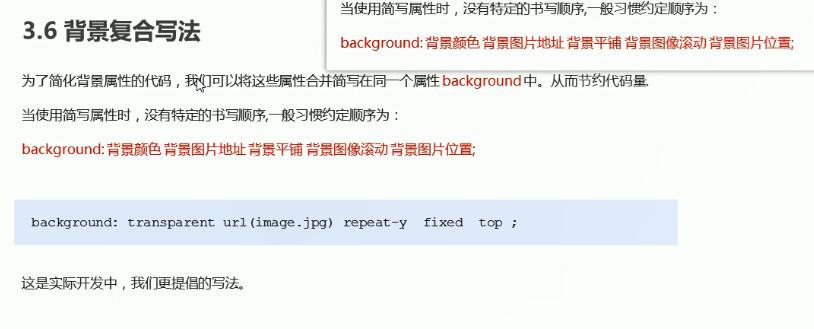 当使用简写属性时，没有特定的书写顺序,一般习惯约定顺序为：
background: 背景颜色 背景图片地址 背景平铺 背景图像滚动 背景图片位置;
3.6 背景复合写法
为了简化背景属性的代码，我们可以将这些属性合并简写在同一个属性 background 中。从而节约代码量.
当使用简写属性时，没有特定的书写顺序,一般习惯约定顺序为：
background: 背景颜色 背景图片地址 背景平铺 背景图像滚动 背景图片位置;
background: transparent url(image.jpg) repeat-y  fixed  top ;
这是实际开发中，我们更提倡的写法。